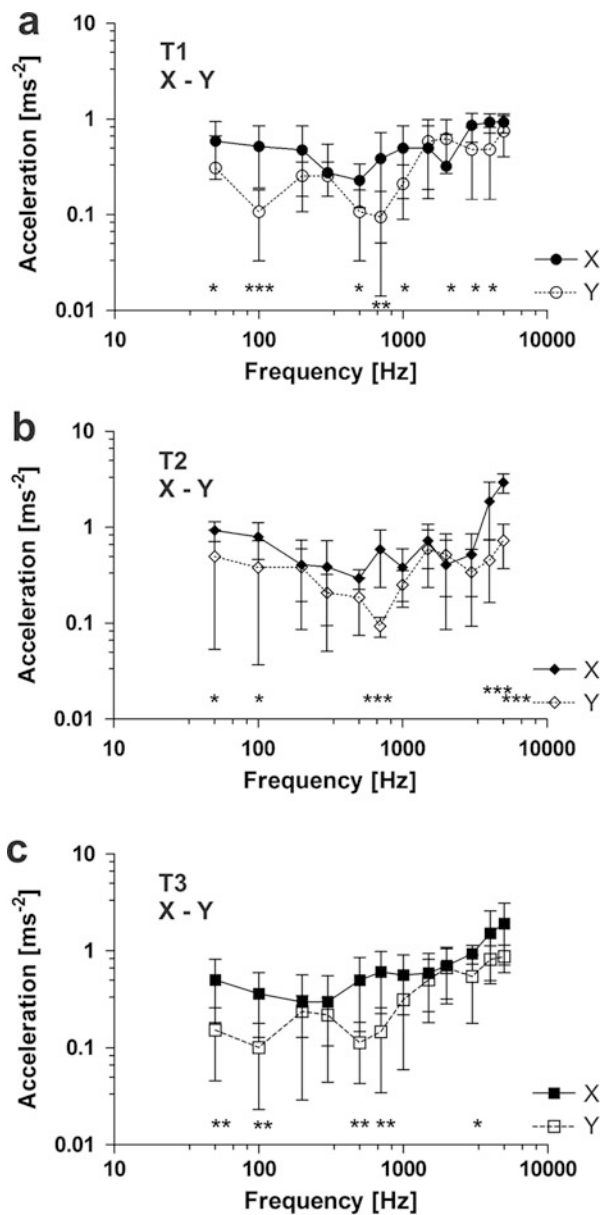 a
T1
X - Y
Acceleration [ms-2]
10
1
0.1
0.01
* *** * ** * * * *
X
Y
10 100 1000 10000
Frequency [Hz]
b
T2
X - Y
Acceleration [ms-2]
10
1
0.1
0.01
* * *** *** ***
X
Y
10 100 1000 10000
Frequency [Hz]
c
T3
X - Y
Acceleration [ms-2]
10
1
0.1
0.01
** ** ** ** *
X
Y
10 100 1000 10000
Frequency [Hz]